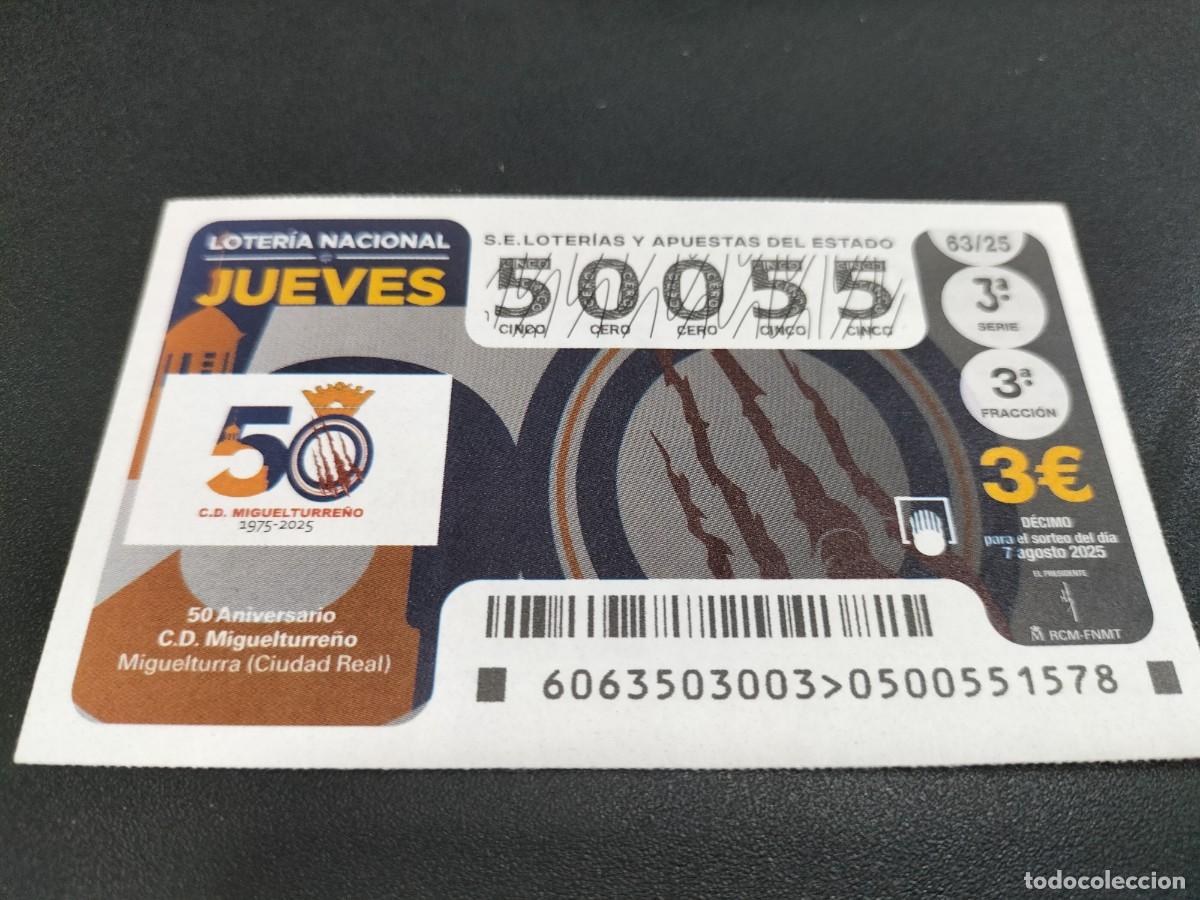 LOTERÍA NACIONAL
JUEVES
S.E. LOTERÍAS Y APUESTAS DEL ESTADO
50055
CINCO CERO CERO CINCO CINCO
63/25
3ª
SERIE
3ª
FRACCIÓN
3€
DÉCIMO
para el sorteo del día
7 agosto 2025
EL PRESIDENTE
RCM-FNMT
50
C.D. MIGUELTURREÑO
1975-2025
50 Aniversario
C.D. Miguelturreño
Miguelturra (Ciudad Real)
6063503003>0500551578
todocoleccion